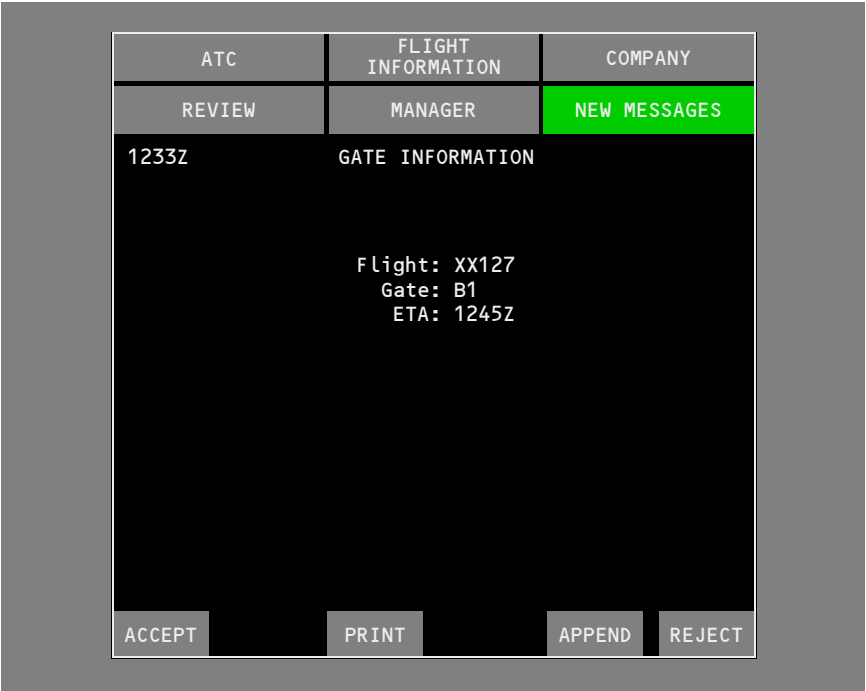 ATC
FLIGHT
INFORMATION
COMPANY
REVIEW
MANAGER
NEW MESSAGES
1233Z
GATE INFORMATION
Flight: XX127
Gate: B1
ETA: 1245Z
ACCEPT
PRINT
APPEND
REJECT